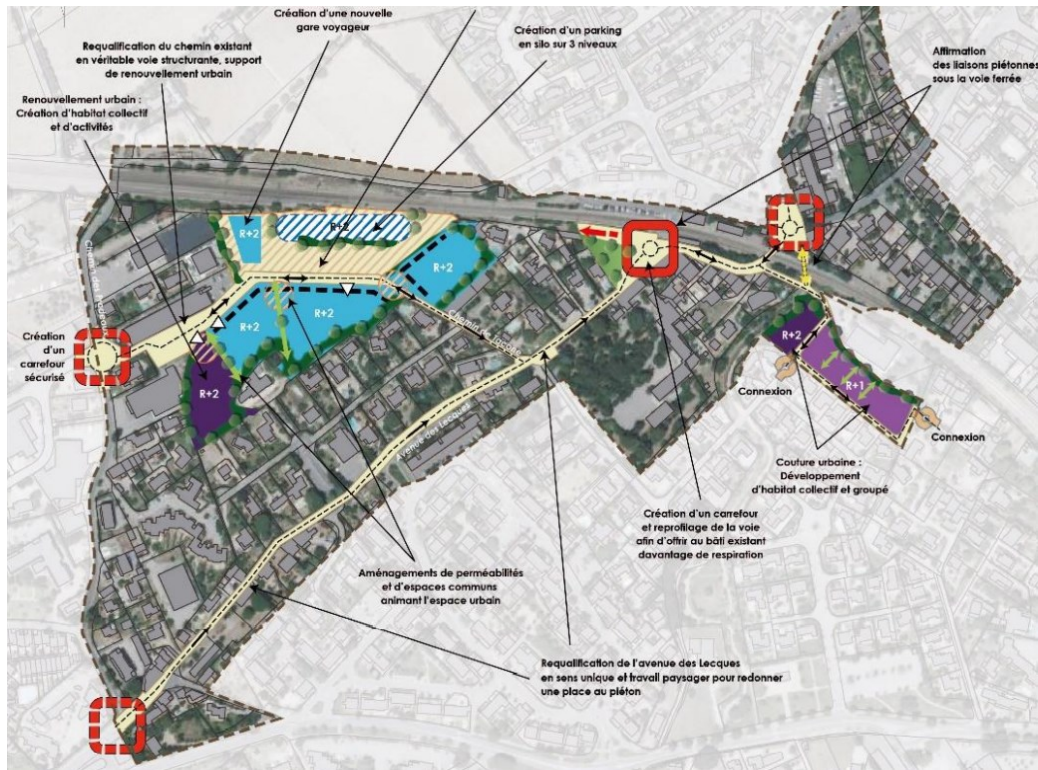 Création d'une nouvelle
gare voyageur
Création d'un parking
en silo sur 3 niveaux
Requalification du chemin existant
en véritable voie structurante, support
de renouvellement urbain
Affirmation
des liaisons piétonnes
sous la voie ferrée
Renouvellement urbain :
Création d'habitat collectif
et d'activités
R+2
R+2
R+2
R+2
R+2
R+2
Création
d'un
carrefour
sécurisé
R+2
R+1
Connexion
Connexion
Avenue des Lecques
Couture urbaine :
Développement
d'habitat collectif et groupé
Création d'un carrefour
et reprofilage de la voie
afin d'offrir au bâti existant
davantage de respiration
Aménagements de perméabilités
et d'espaces communs
animant l'espace urbain
Requalification de l'avenue des Lecques
en sens unique et travail paysager pour redonner
une place au piéton